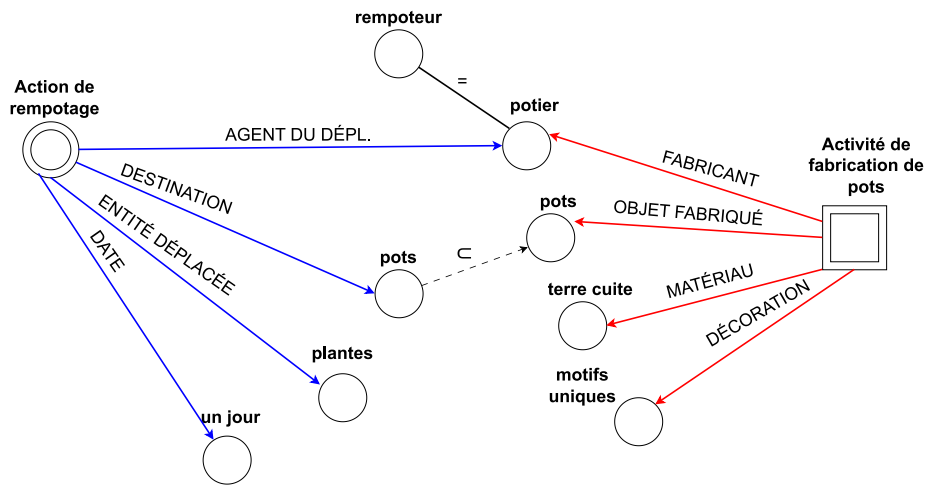 rempoteur
=
Action de
rempotage
potier
AGENT DU DÉPL.
Activité de
fabrication de
pots
FABRICANT
DESTINATION
pots
OBJET FABRIQUÉ
ENTITÉ DÉPLACÉE
DATE
pots
⊂
terre cuite
MATÉRIAU
DÉCORATION
plantes
motifs
uniques
un jour